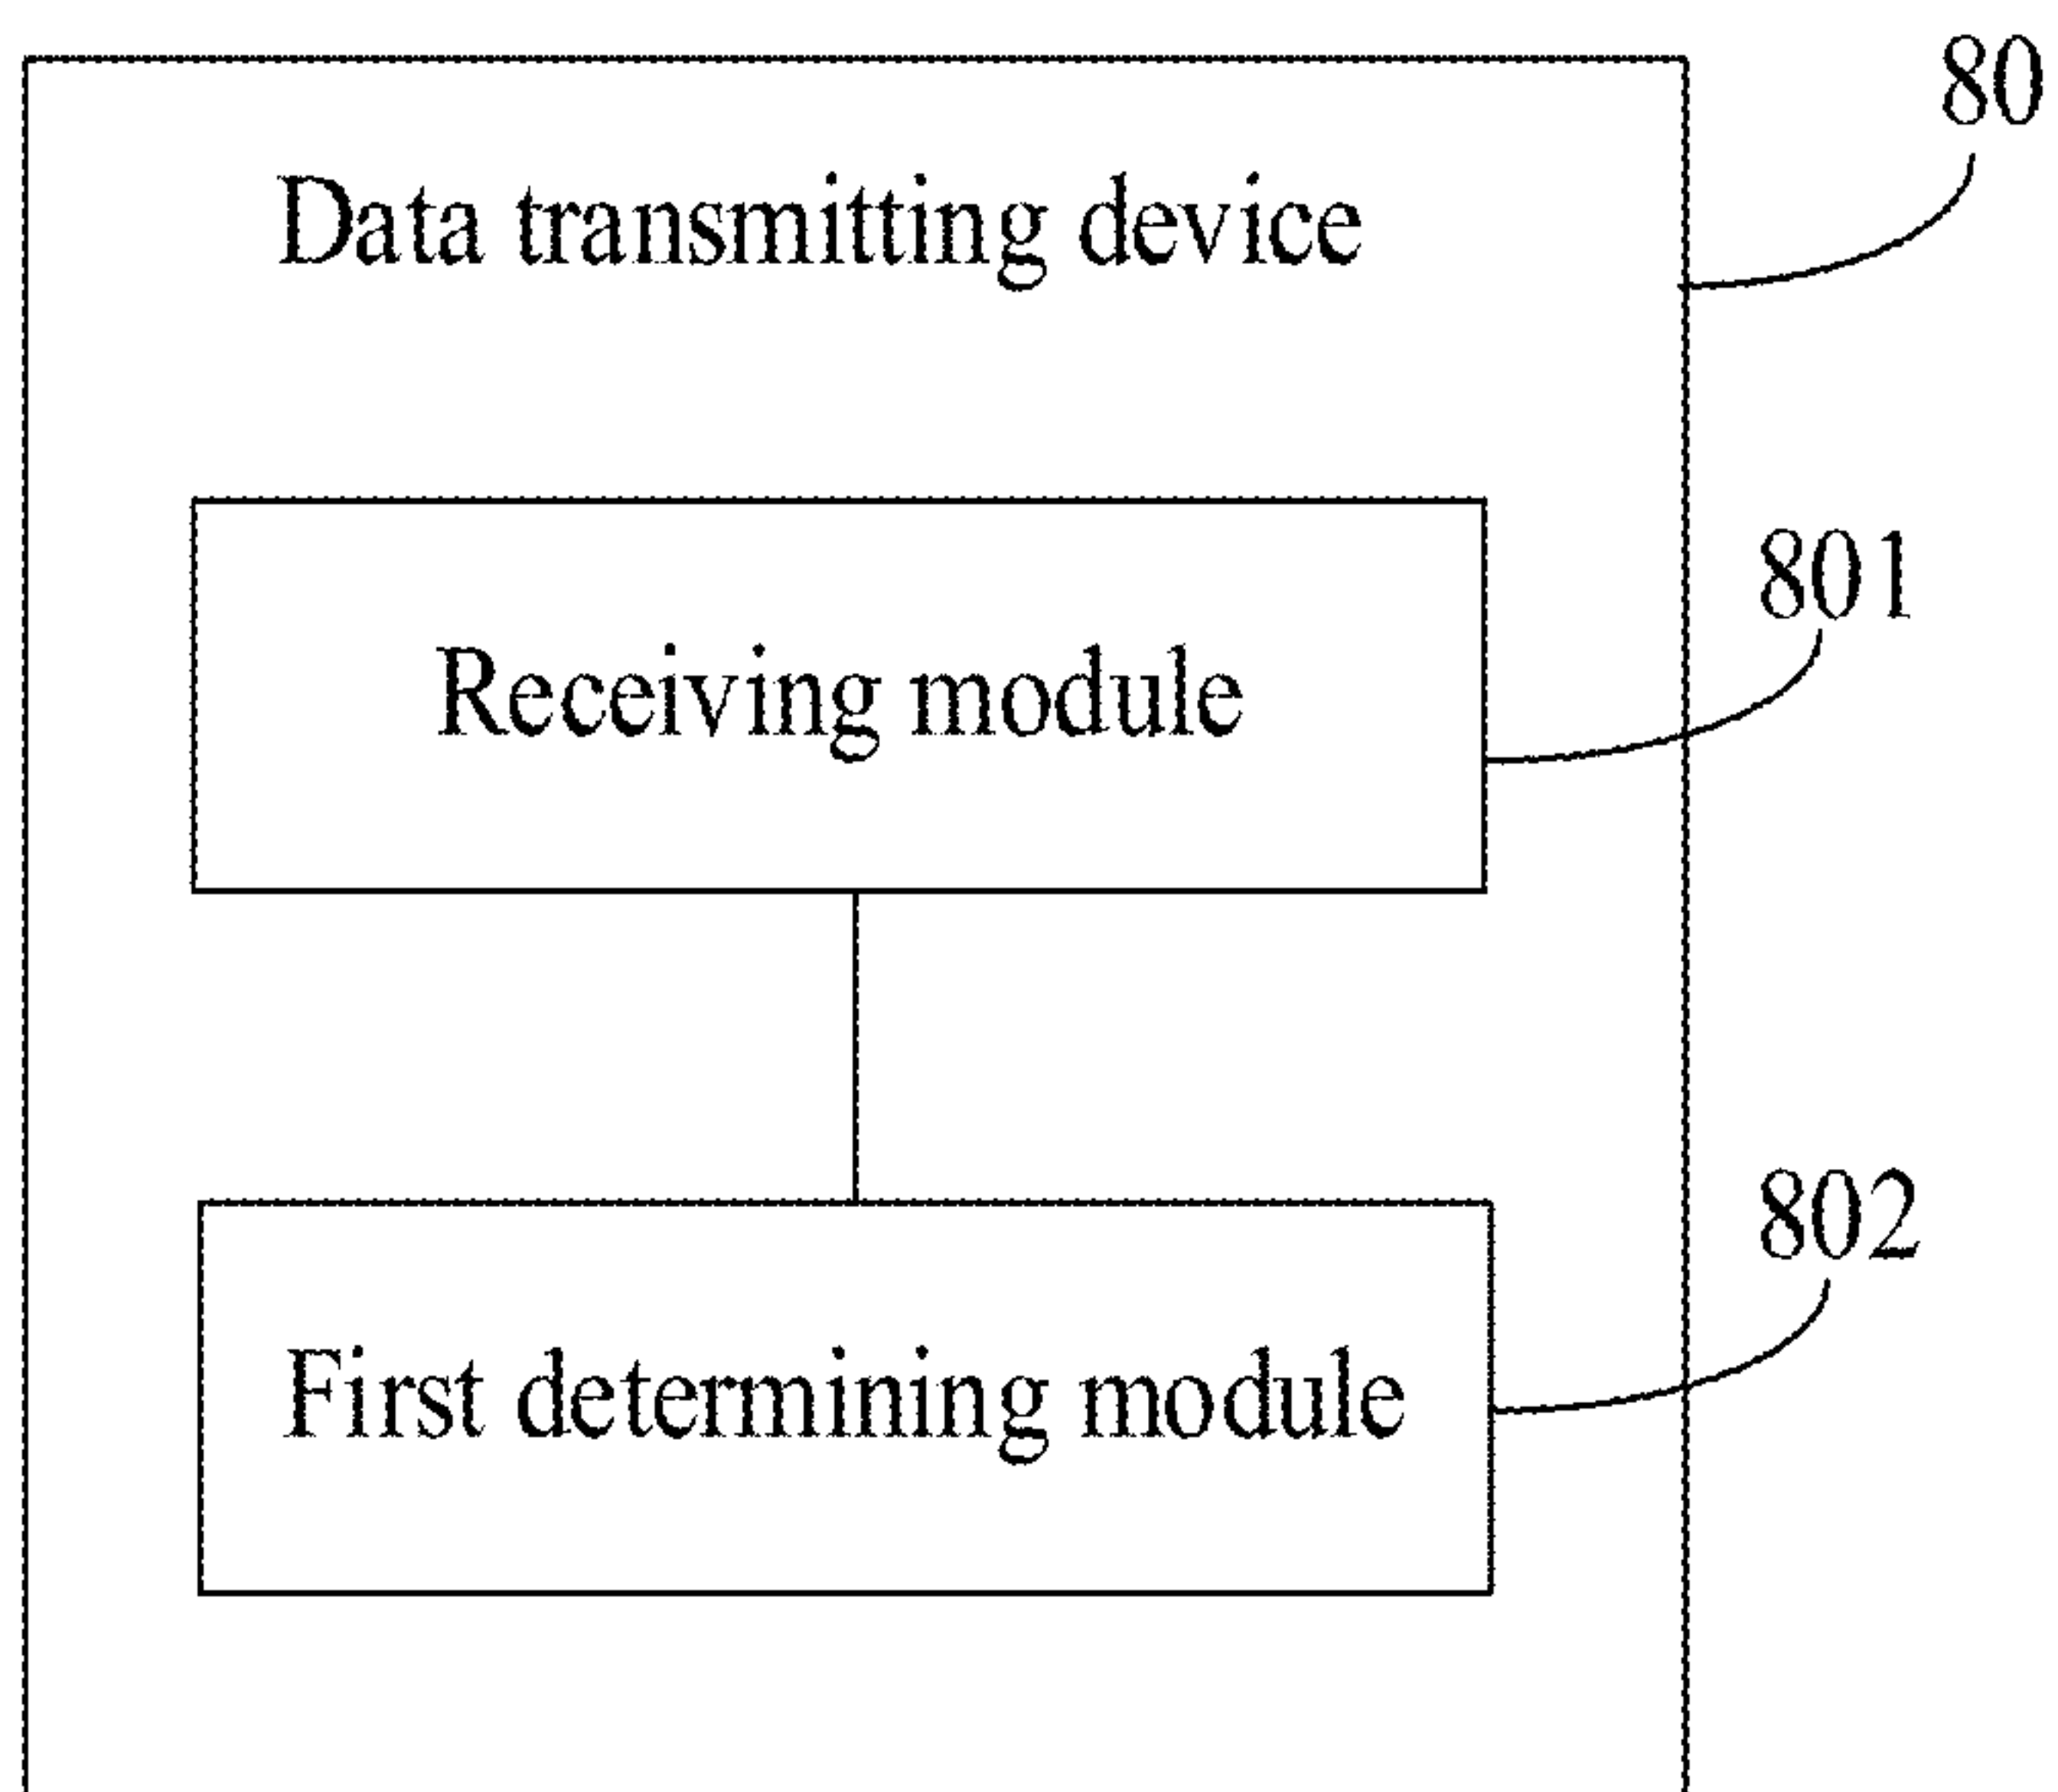 80
Data transmitting device
801
Receiving module
802
First determining module